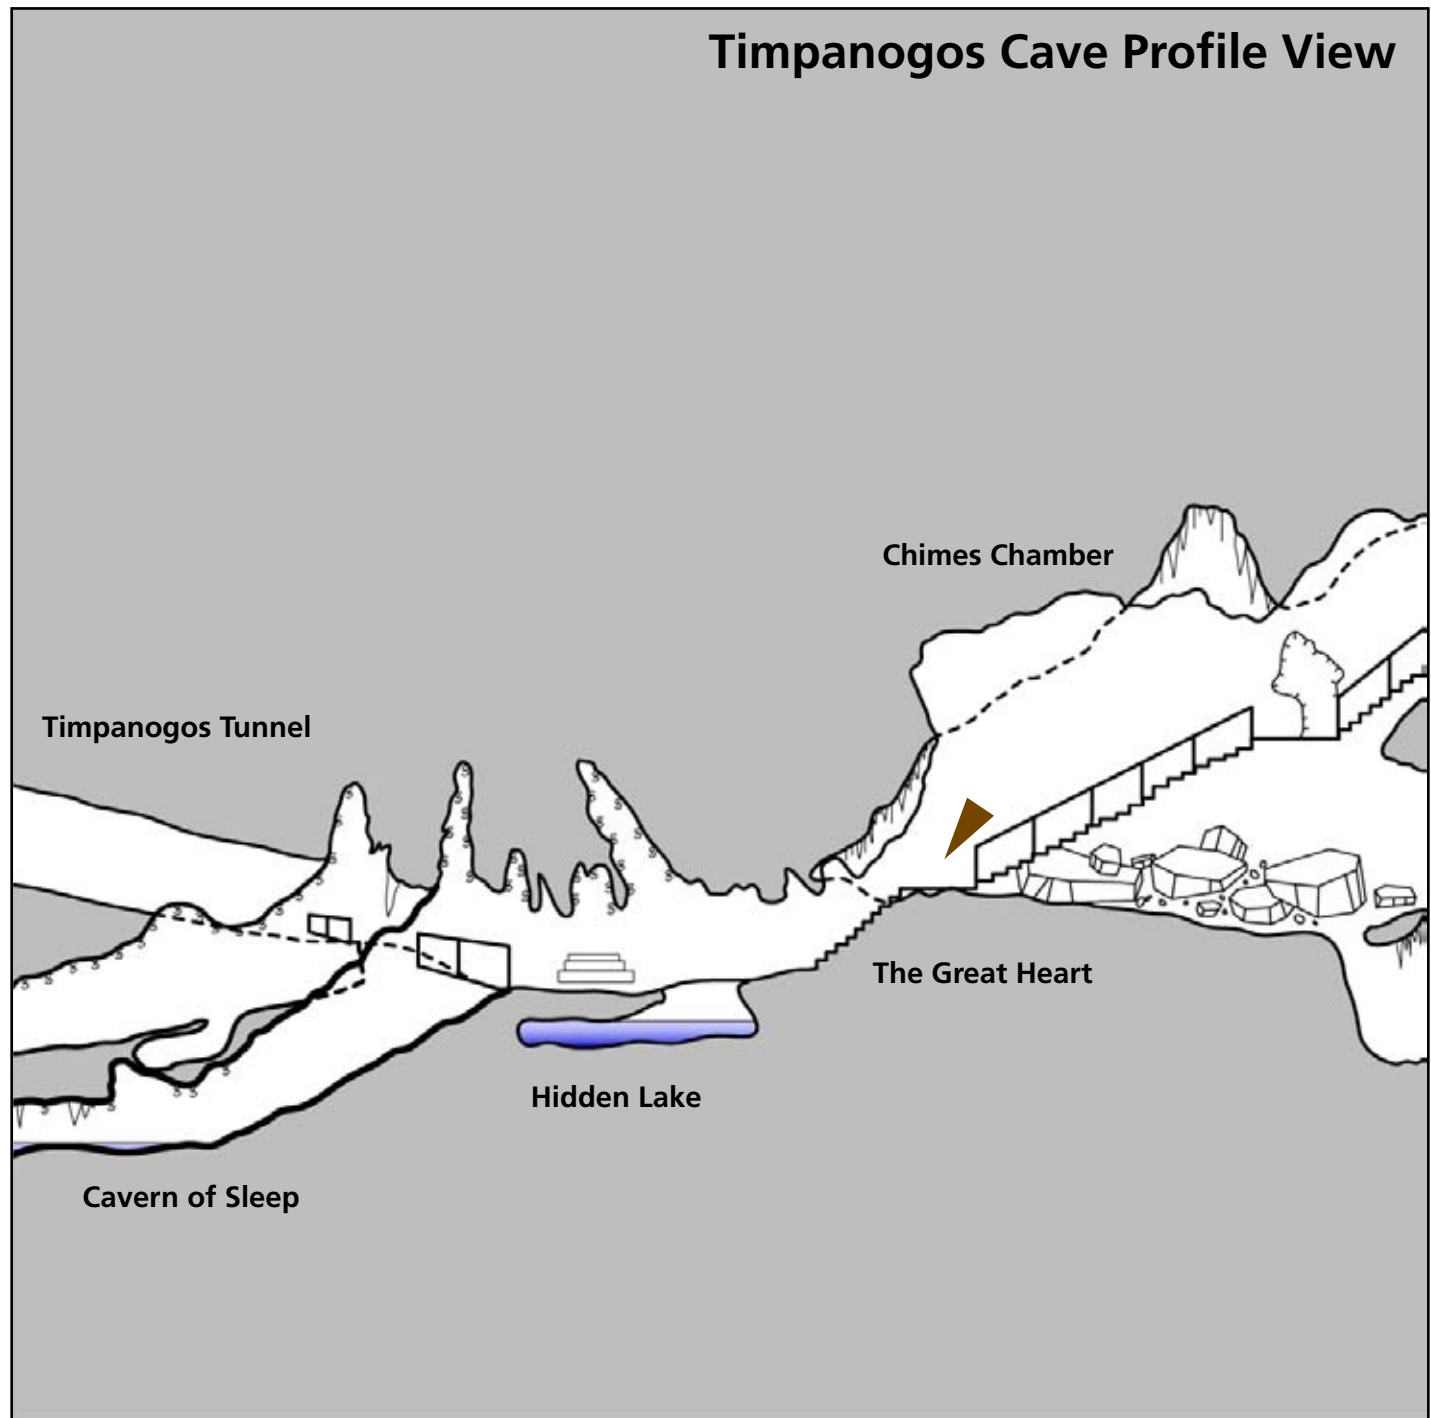 Timpanogos Cave Profile View
Chimes Chamber
Timpanogos Tunnel
The Great Heart
Hidden Lake
Cavern of Sleep